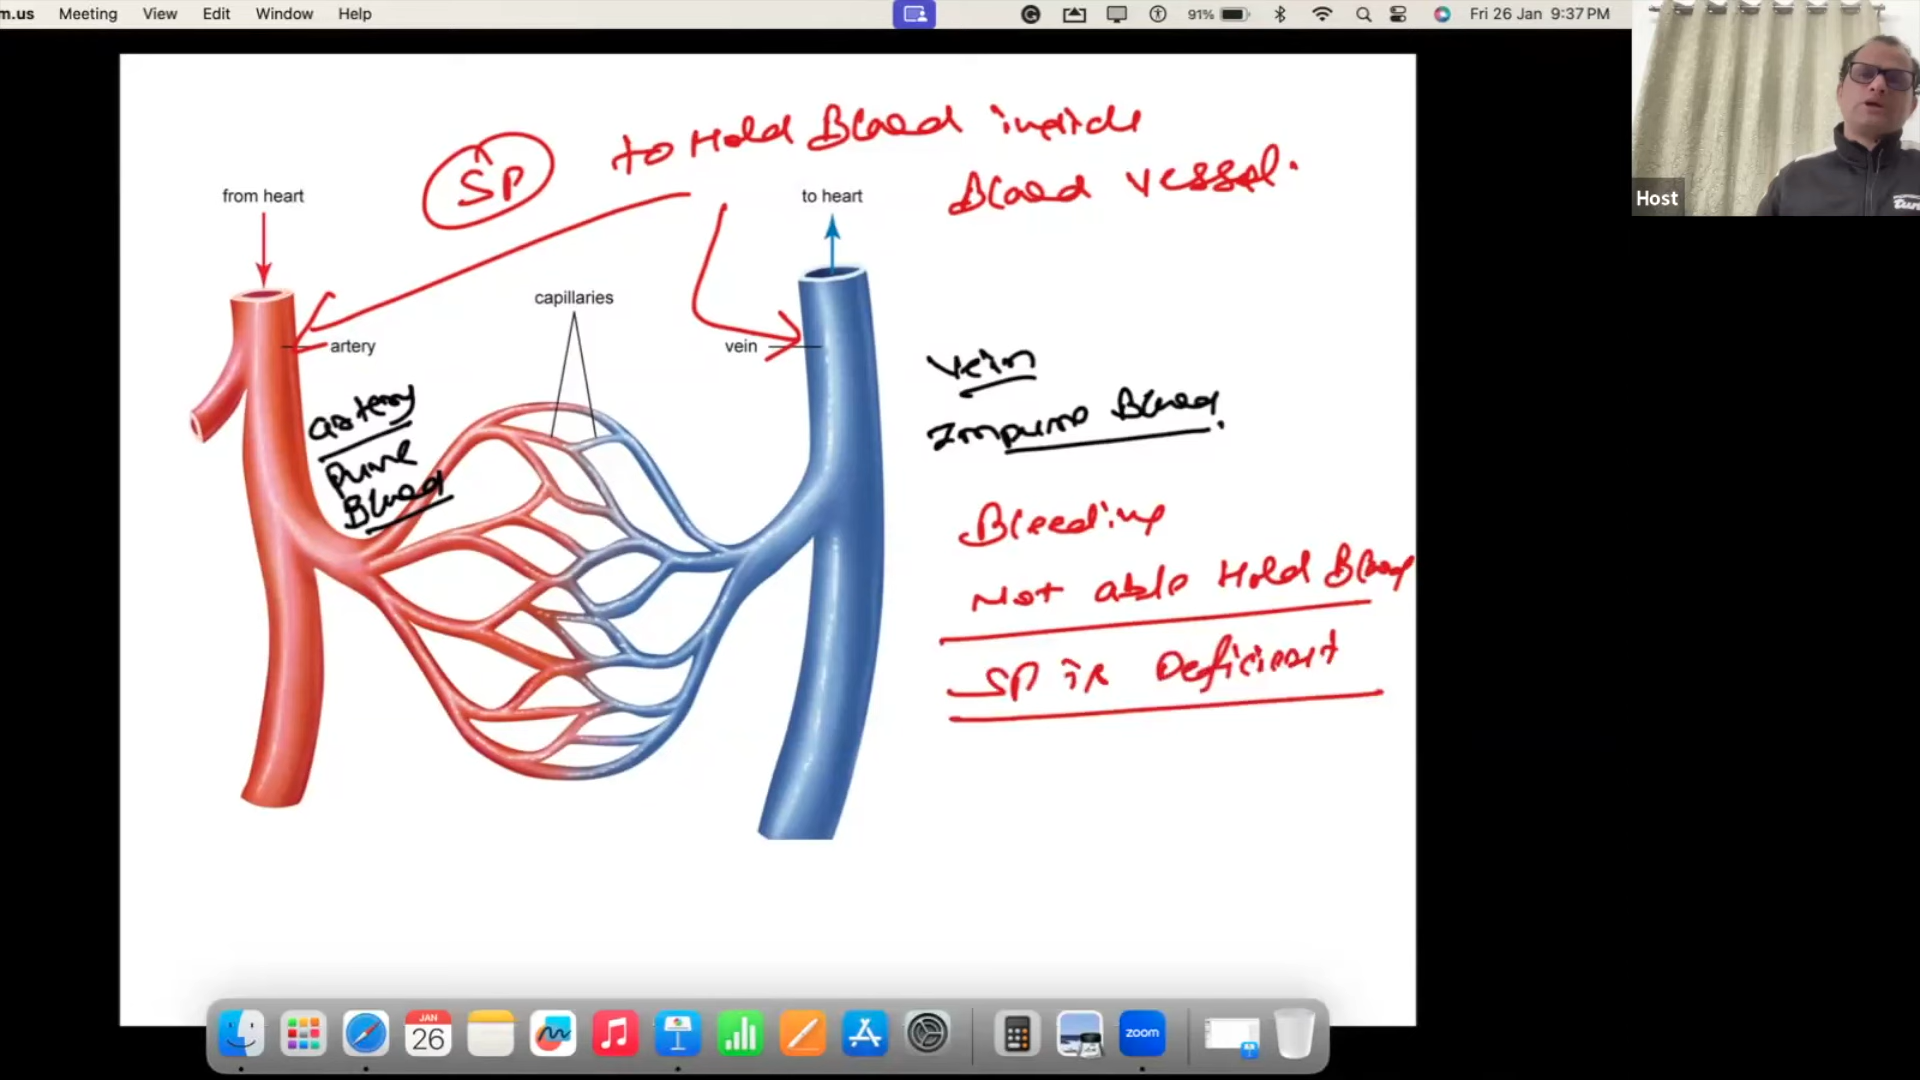 m.us Meeting View Edit Window Help 91% Fri 26 Jan 9:37 PM
Host
SP to Hold Blood inside
Blood vessel.
from heart
to heart
capillaries
artery
vein
artery
Pure
Blood
Vein
Impure Blood.
Bleeding
Not able Hold Blood
SP is Deficient
JAN
26
zoom